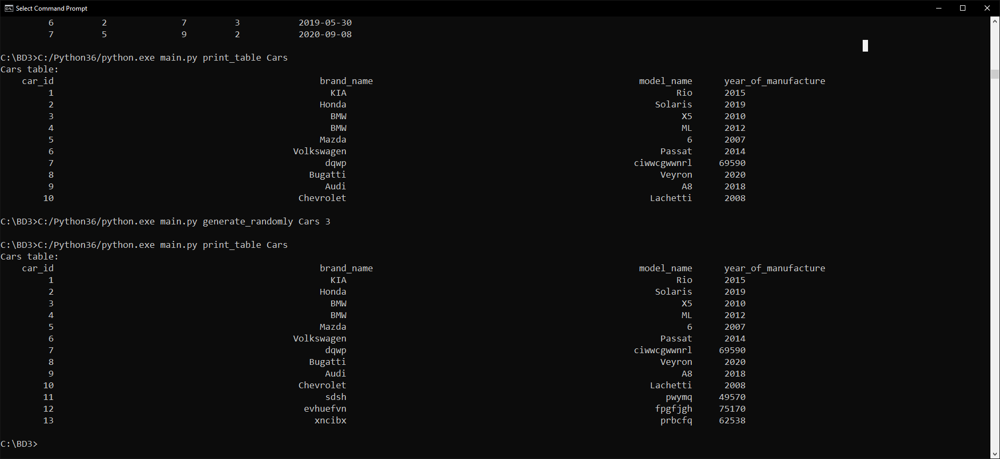 Select Command Prompt
6 2 7 3 2019-05-30
7 5 9 2 2020-09-08
C:\BD3>C:/Python36/python.exe main.py print_table Cars
Cars table:
car_id brand_name model_name year_of_manufacture
1 KIA Rio 2015
2 Honda Solaris 2019
3 BMW X5 2010
4 BMW ML 2012
5 Mazda 6 2007
6 Volkswagen Passat 2014
7 dqwp ciwwcgwwnrl 69590
8 Bugatti Veyron 2020
9 Audi A8 2018
10 Chevrolet Lachetti 2008
C:\BD3>C:/Python36/python.exe main.py generate_randomly Cars 3
C:\BD3>C:/Python36/python.exe main.py print_table Cars
Cars table:
car_id brand_name model_name year_of_manufacture
1 KIA Rio 2015
2 Honda Solaris 2019
3 BMW X5 2010
4 BMW ML 2012
5 Mazda 6 2007
6 Volkswagen Passat 2014
7 dqwp ciwwcgwwnrl 69590
8 Bugatti Veyron 2020
9 Audi A8 2018
10 Chevrolet Lachetti 2008
11 sdsh pwymq 49570
12 evhuefvn fpgfjgh 75170
13 xncibx prbcfq 62538
C:\BD3>